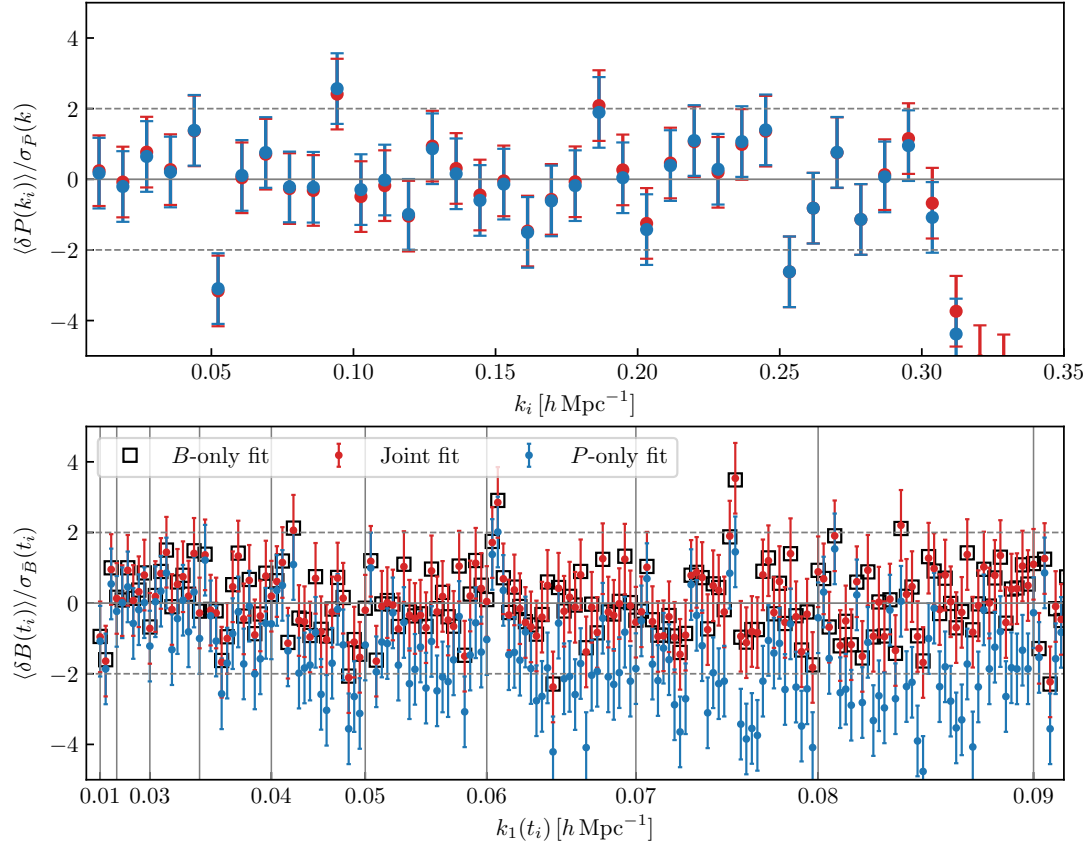 ⟨δP(k_i)⟩/σ_P̄(k)
4
2
0
−2
−4
0.05 0.10 0.15 0.20 0.25 0.30 0.35
k_i [h Mpc⁻¹]
⟨δB(t_i)⟩/σ_B̄(t_i)
B-only fit Joint fit P-only fit
4
2
0
−2
−4
0.01 0.03 0.04 0.05 0.06 0.07 0.08 0.09
k_1(t_i) [h Mpc⁻¹]